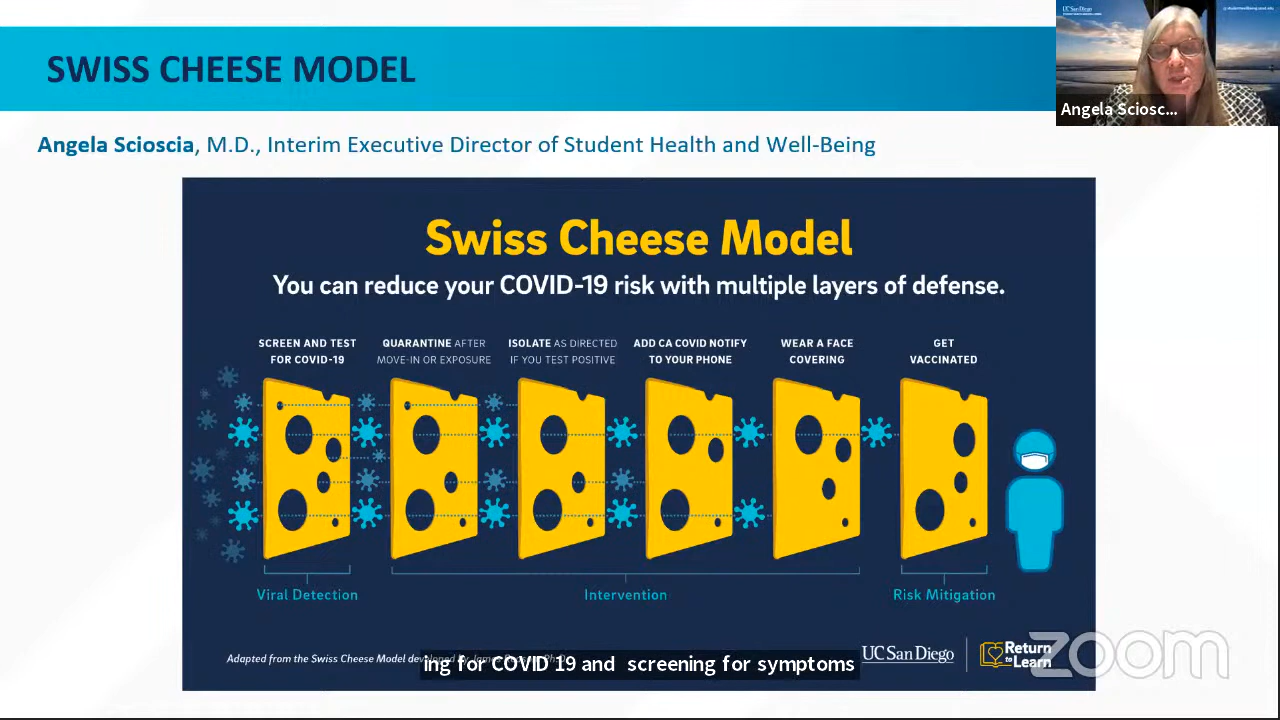 SWISS CHEESE MODEL
UC San Diego
Angela Sciosc...
Angela Scioscia, M.D., Interim Executive Director of Student Health and Well-Being
Swiss Cheese Model
You can reduce your COVID-19 risk with multiple layers of defense.
SCREEN AND TEST
FOR COVID-19
QUARANTINE AFTER
MOVE-IN OR EXPOSURE
ISOLATE AS DIRECTED
IF YOU TEST POSITIVE
ADD CA COVID NOTIFY
TO YOUR PHONE
WEAR A FACE
COVERING
GET
VACCINATED
Viral Detection
Intervention
Risk Mitigation
Adapted from the Swiss Cheese Model
ing for COVID 19 and screening for symptoms
UC San Diego
Return
to Learn
zoom